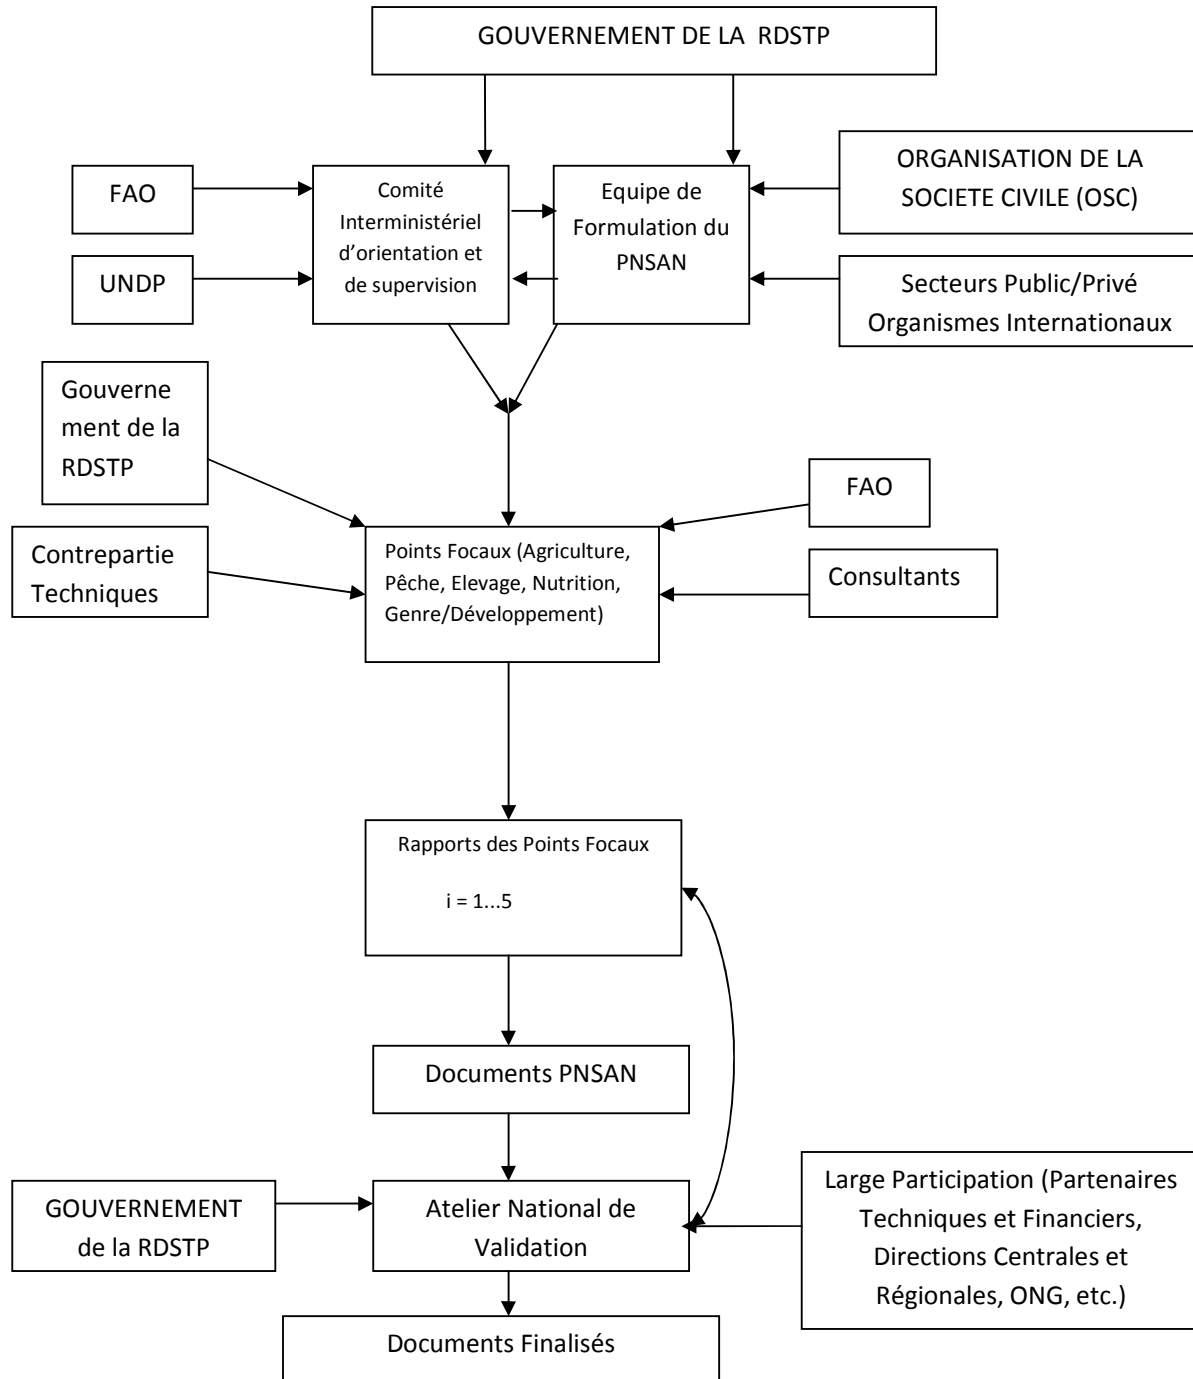 GOUVERNEMENT DE LA RDSTP
FAO
UNDP
Comité
Interministériel
d’orientation et
de supervision
Equipe de
Formulation du
PNSAN
ORGANISATION DE LA
SOCIETE CIVILE (OSC)
Secteurs Public/Privé
Organismes Internationaux
Gouverne
ment de la
RDSTP
FAO
Contrepartie
Techniques
Points Focaux (Agriculture,
Pêche, Elevage, Nutrition,
Genre/Développement)
Consultants
Rapports des Points Focaux
i = 1...5
Documents PNSAN
GOUVERNEMENT
de la RDSTP
Atelier National de
Validation
Large Participation (Partenaires
Techniques et Financiers,
Directions Centrales et
Régionales, ONG, etc.)
Documents Finalisés